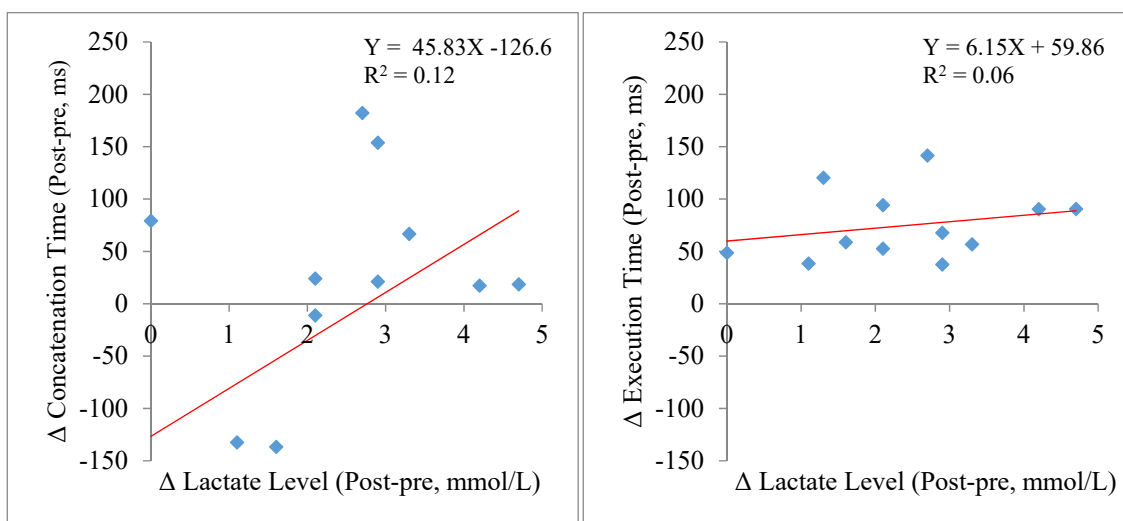 Y = 45.83X -126.6
R² = 0.12
250
200
150
100
50
0
-50
-100
-150
0 1 2 3 4 5
Δ Concatenation Time (Post-pre, ms)
Δ Lactate Level (Post-pre, mmol/L)
Y = 6.15X + 59.86
R² = 0.06
250
200
150
100
50
0
-50
-100
-150
0 1 2 3 4 5
Δ Execution Time (Post-pre, ms)
Δ Lactate Level (Post-pre, mmol/L)